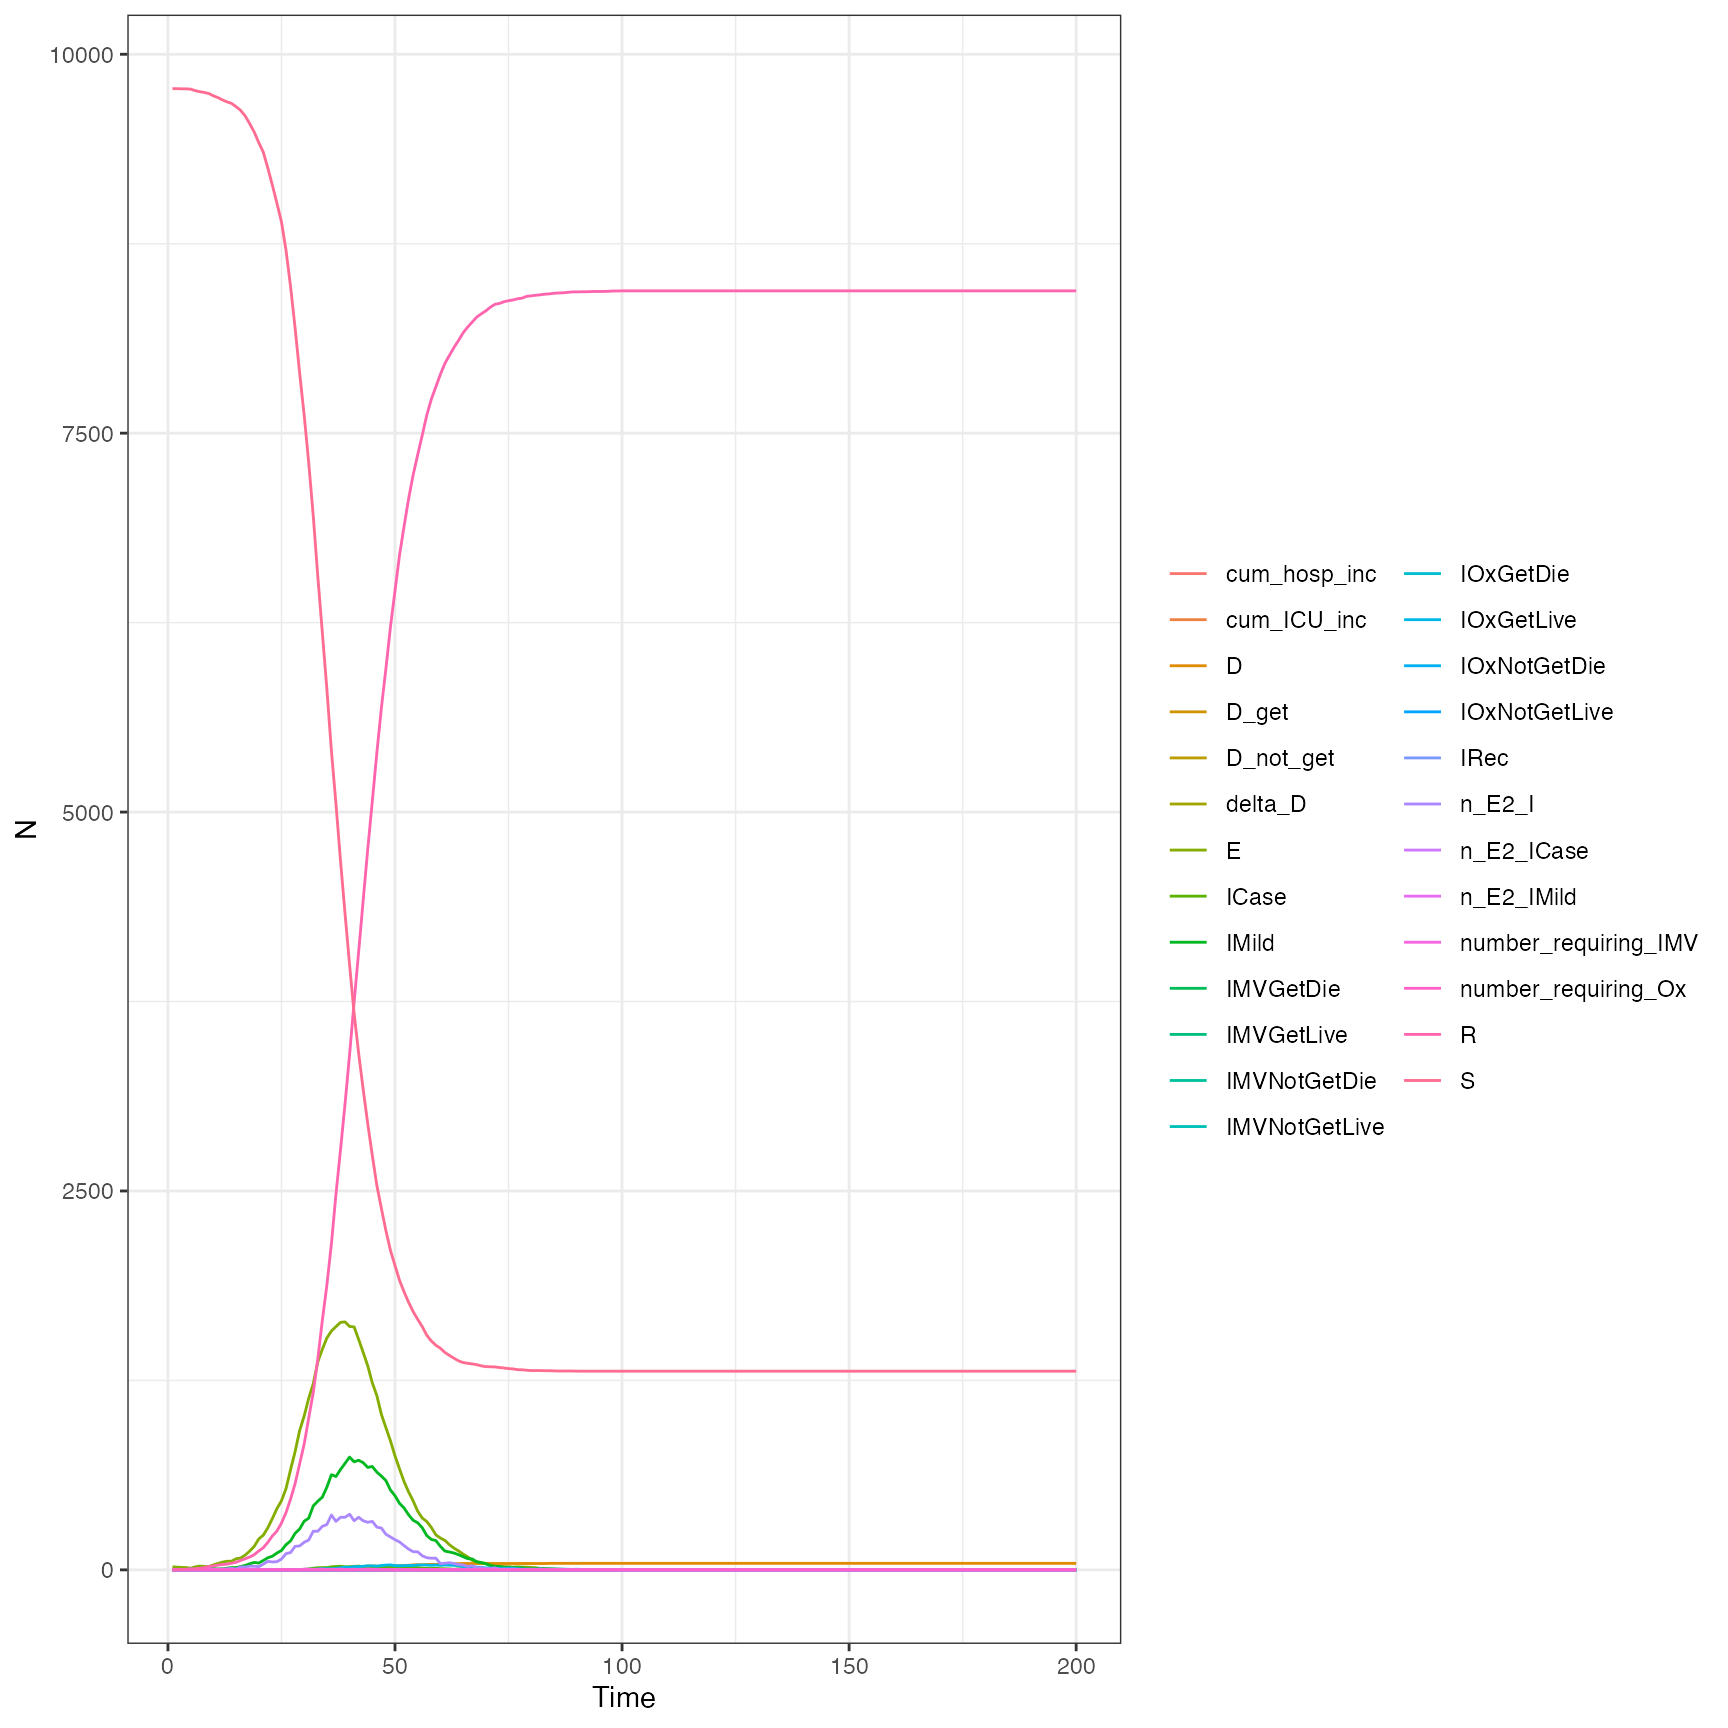 10000
7500
5000
2500
0
N
0
50
100
150
200
Time
cum_hosp_inc
cum_ICU_inc
D
D_get
D_not_get
delta_D
E
ICase
IMild
IMVGetDie
IMVGetLive
IMVNotGetDie
IMVNotGetLive
IOxGetDie
IOxGetLive
IOxNotGetDie
IOxNotGetLive
IRec
n_E2_I
n_E2_ICase
n_E2_IMild
number_requiring_IMV
number_requiring_Ox
R
S